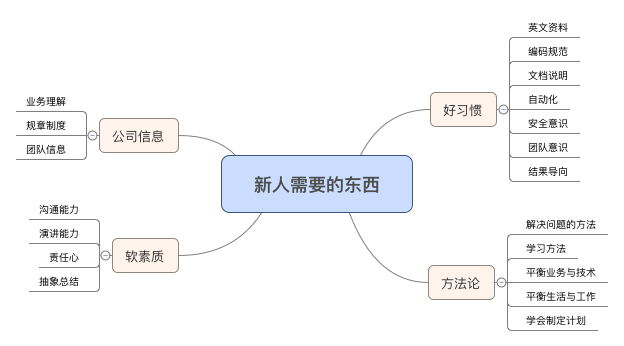 新人需要的东西
好习惯
英文资料
编码规范
文档说明
自动化
安全意识
团队意识
结果导向
方法论
解决问题的方法
学习方法
平衡业务与技术
平衡生活与工作
学会制定计划
公司信息
业务理解
规章制度
团队信息
软素质
沟通能力
演讲能力
责任心
抽象总结